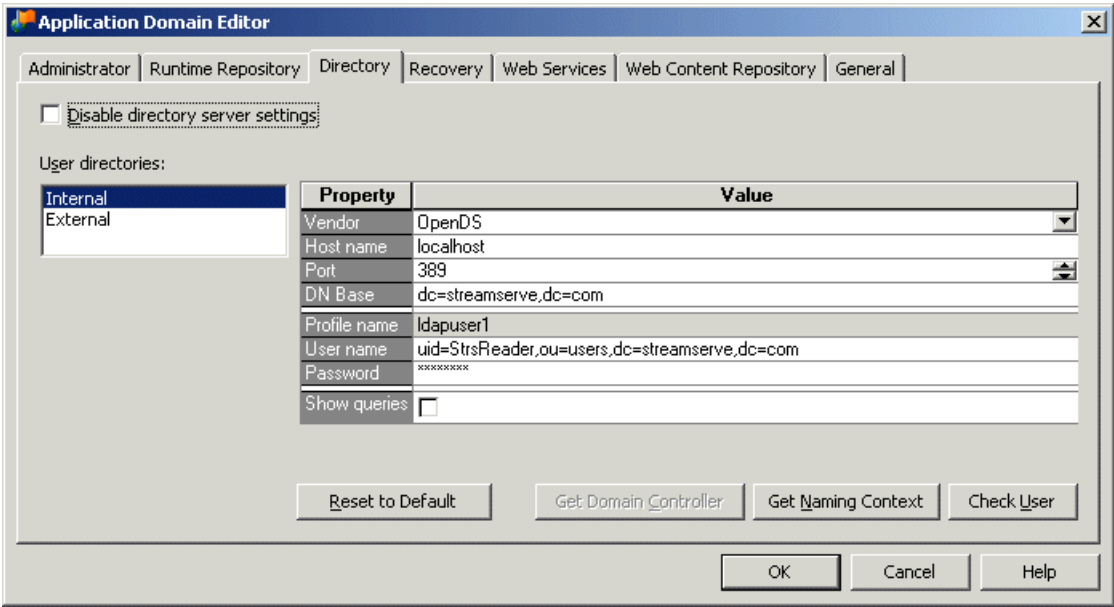 Application Domain Editor
Administrator Runtime Repository Directory Recovery Web Services Web Content Repository General
Disable directory server settings
User directories:
Internal
External
Property Value
Vendor OpenDS
Host name localhost
Port 389
DN Base dc=streamserve,dc=com
Profile name ldapuser1
User name uid=StrsReader,ou=users,dc=streamserve,dc=com
Password ********
Show queries
Reset to Default Get Domain Controller Get Naming Context Check User
OK Cancel Help